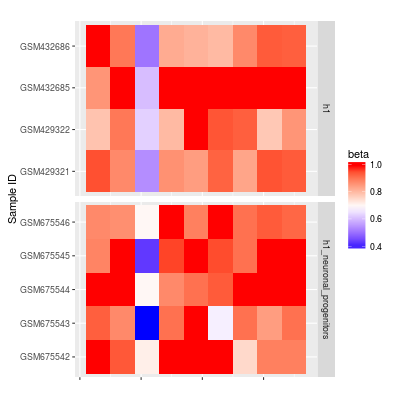 GSM432686
GSM432685
GSM429322
GSM429321
h1
GSM675546
GSM675545
GSM675544
GSM675543
GSM675542
h1_neuronal_progenitors
Sample ID
beta
1.0
0.8
0.6
0.4